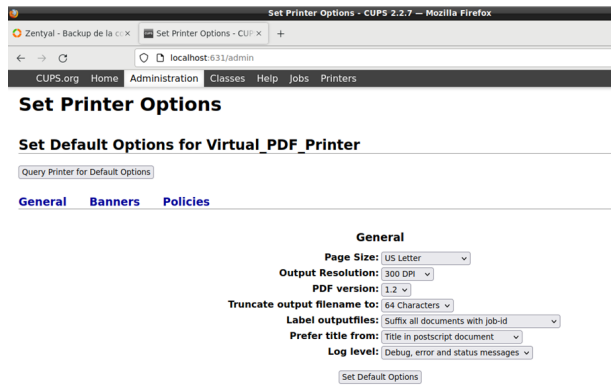 Set Printer Options - CUPS 2.2.7 — Mozilla Firefox
Zentyal - Backup de la co × Set Printer Options - CUP × +
localhost:631/admin
CUPS.org Home Administration Classes Help Jobs Printers
Set Printer Options
Set Default Options for Virtual_PDF_Printer
Query Printer for Default Options
General Banners Policies
General
Page Size: US Letter
Output Resolution: 300 DPI
PDF version: 1.2
Truncate output filename to: 64 Characters
Label outputfiles: Suffix all documents with job-id
Prefer title from: Title in postscript document
Log level: Debug, error and status messages
Set Default Options